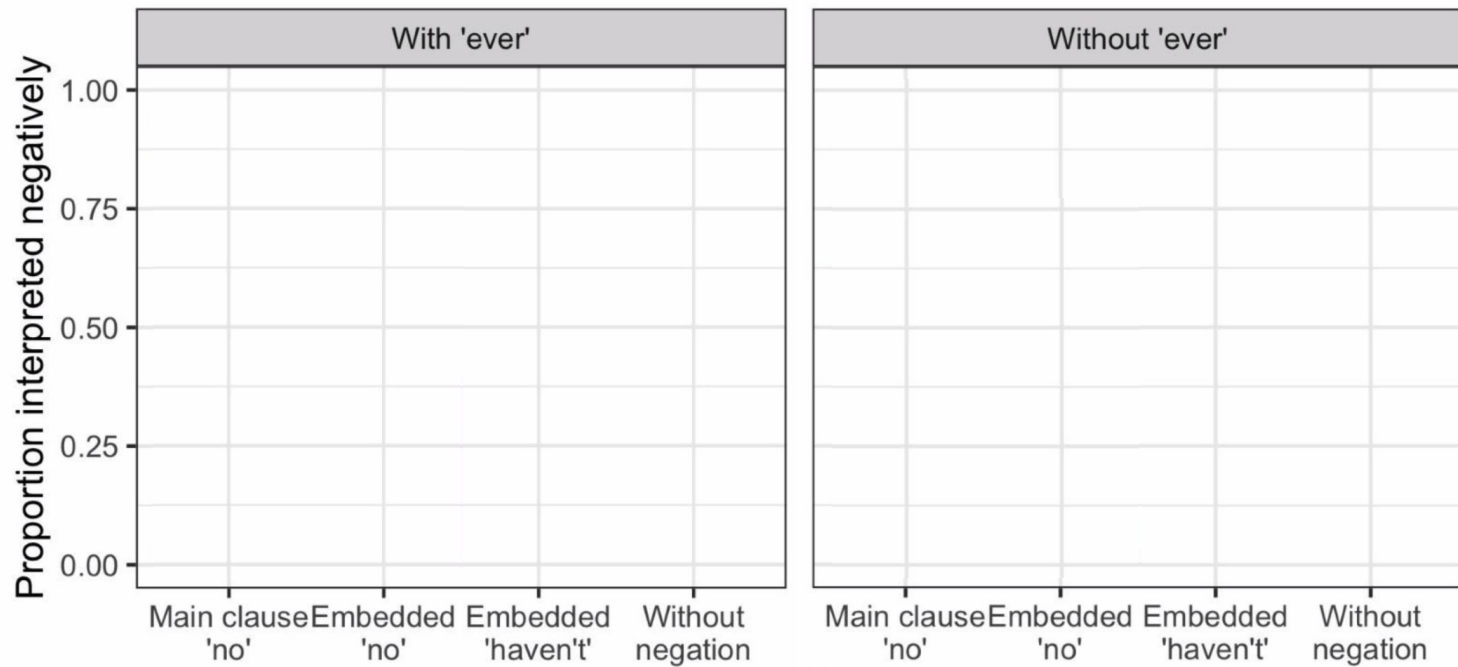 With 'ever'
Without 'ever'
Proportion interpreted negatively
1.00
0.75
0.50
0.25
0.00
Main clause
'no'
Embedded
'no'
Embedded
'haven't'
Without
negation
Main clause
'no'
Embedded
'no'
Embedded
'haven't'
Without
negation